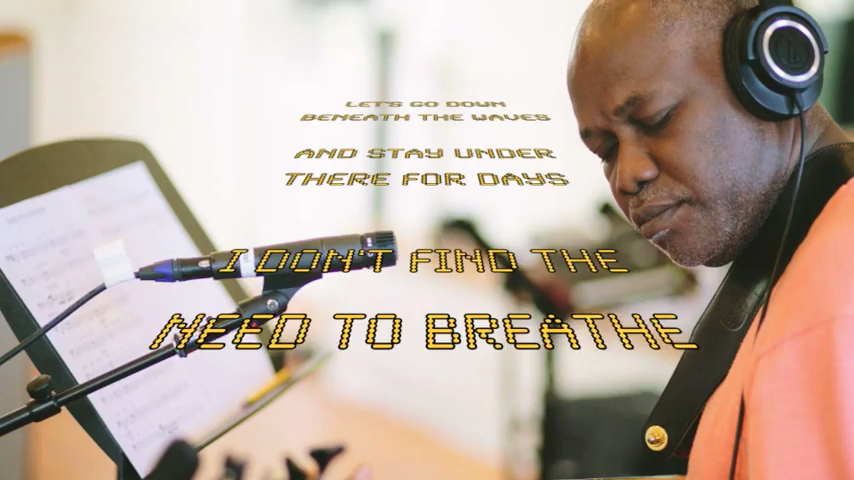 LET'S GO DOWN
BENEATH THE WAVES
AND STAY UNDER
THERE FOR DAYS
I DON'T FIND THE
NEED TO BREATHE